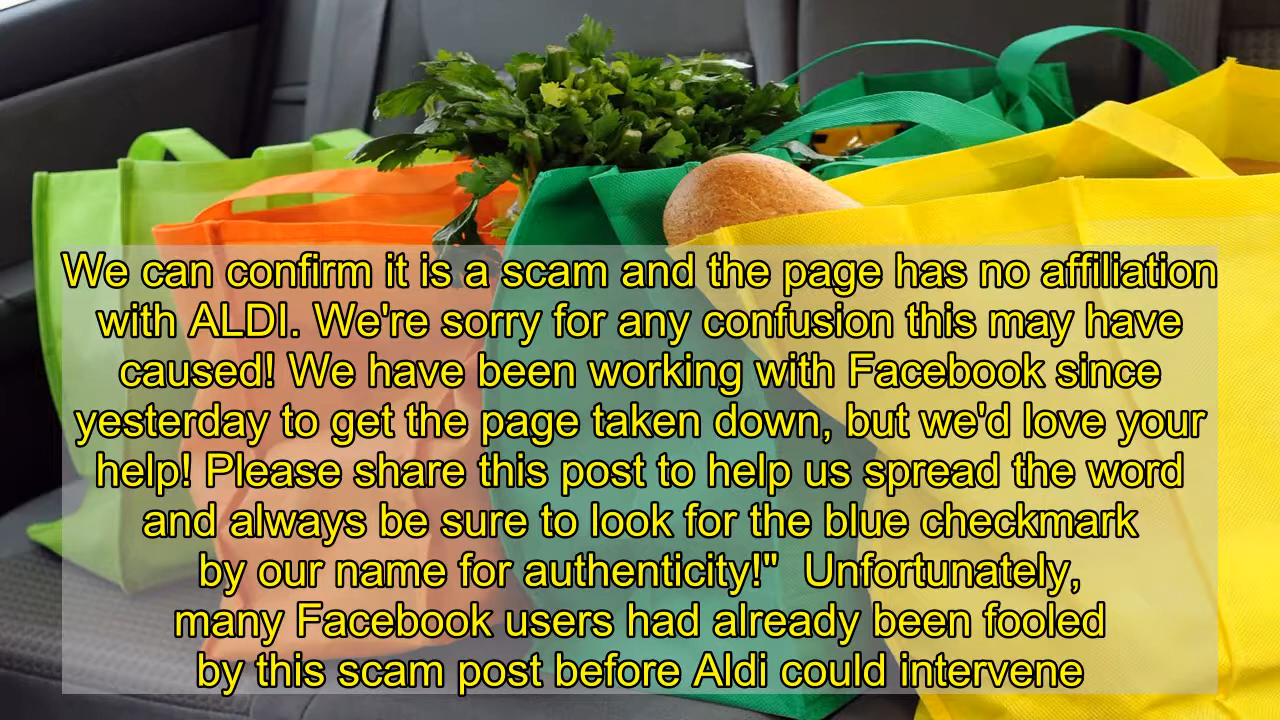 We can confirm it is a scam and the page has no affiliation
with ALDI. We're sorry for any confusion this may have
caused! We have been working with Facebook since
yesterday to get the page taken down, but we'd love your
help! Please share this post to help us spread the word
and always be sure to look for the blue checkmark
by our name for authenticity!"  Unfortunately,
many Facebook users had already been fooled
by this scam post before Aldi could intervene